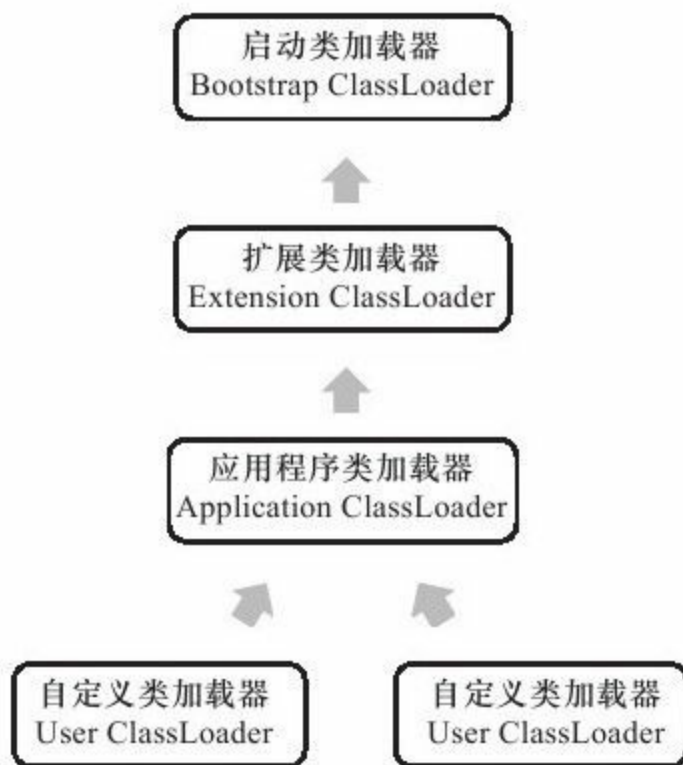 启动类加载器
Bootstrap ClassLoader
扩展类加载器
Extension ClassLoader
应用程序类加载器
Application ClassLoader
自定义类加载器
User ClassLoader
自定义类加载器
User ClassLoader